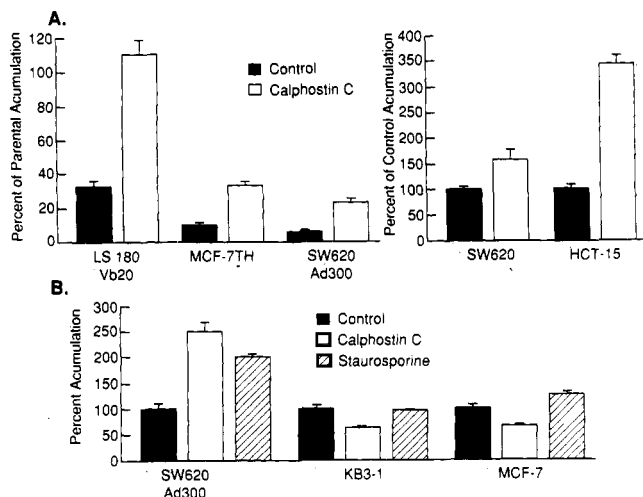 A.
Percent of Parental Acumulation
120
100
80
60
40
20
0
Control
Calphostin C
LS 180
Vb20
MCF-7TH
SW620
Ad300
Percent of Control Acumulation
400
350
300
250
200
150
100
50
0
SW620
HCT-15
B.
Percent Acumulation
300
250
200
150
100
50
0
Control
Calphostin C
Staurosporine
SW620
Ad300
KB3-1
MCF-7